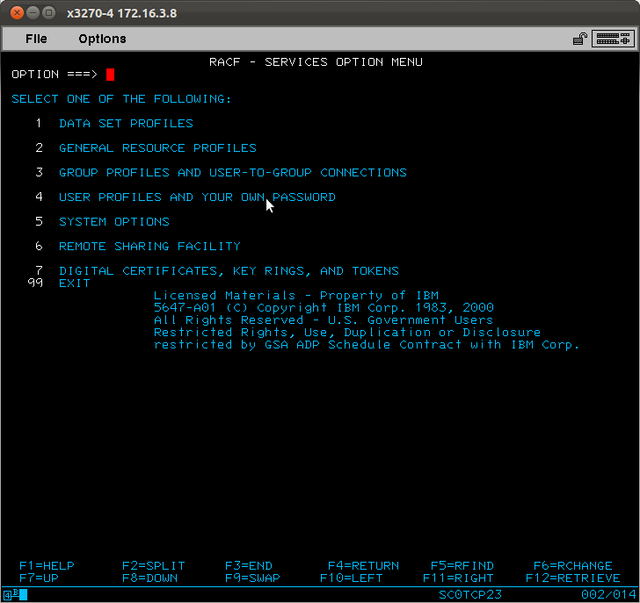 x3270-4 172.16.3.8
File Options
RACF - SERVICES OPTION MENU
OPTION ===>
SELECT ONE OF THE FOLLOWING:
1 DATA SET PROFILES
2 GENERAL RESOURCE PROFILES
3 GROUP PROFILES AND USER-TO-GROUP CONNECTIONS
4 USER PROFILES AND YOUR OWN PASSWORD
5 SYSTEM OPTIONS
6 REMOTE SHARING FACILITY
7 DIGITAL CERTIFICATES, KEY RINGS, AND TOKENS
99 EXIT
Licensed Materials - Property of IBM
5647-A01 (C) Copyright IBM Corp. 1983, 2000
All Rights Reserved - U.S. Government Users
Restricted Rights, Use, Duplication or Disclosure
restricted by GSA ADP Schedule Contract with IBM Corp.
F1=HELP F2=SPLIT F3=END F4=RETURN F5=RFIND F6=RCHANGE
F7=UP F8=DOWN F9=SWAP F10=LEFT F11=RIGHT F12=RETRIEVE
4B SC0TCP23 002/014